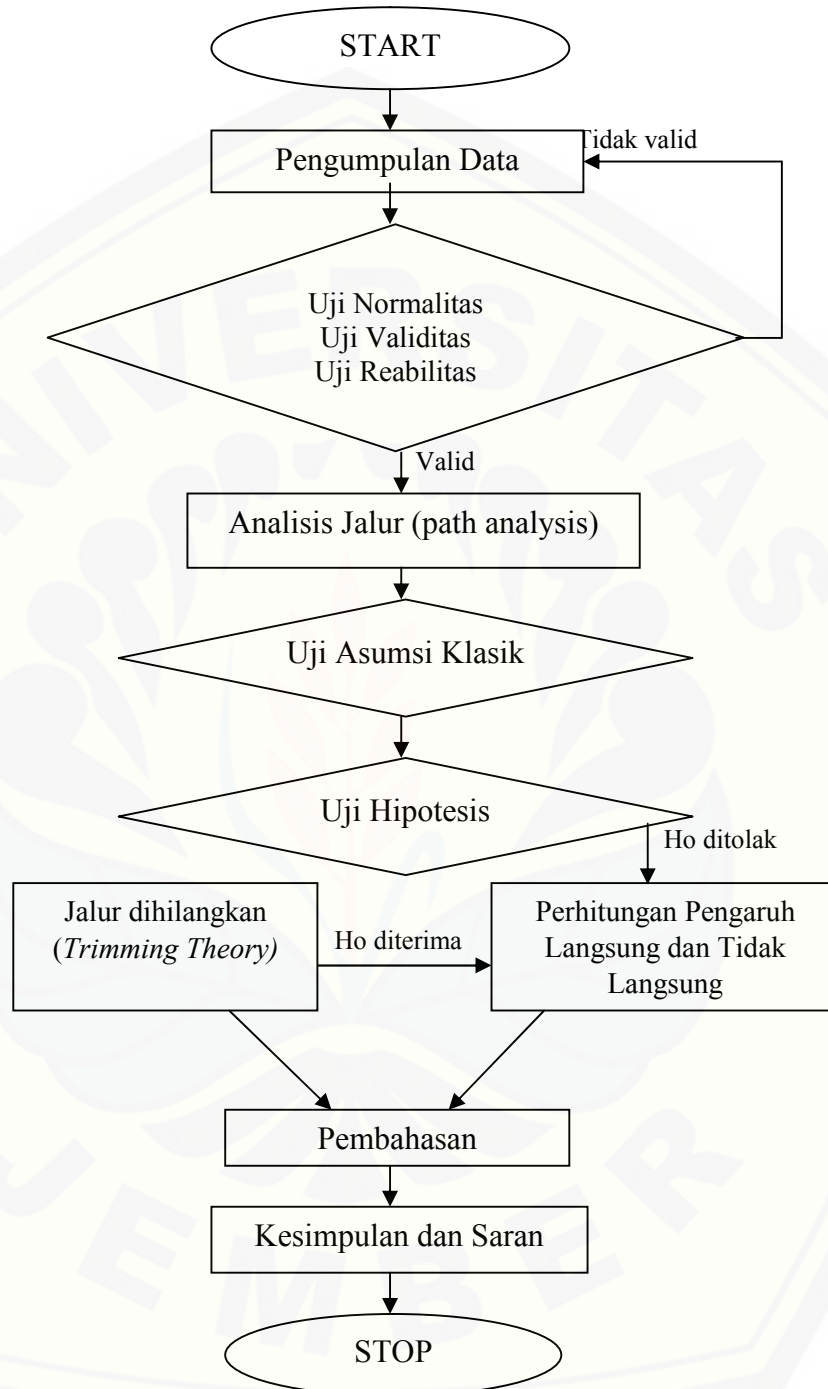 START
Tidak valid
Pengumpulan Data
Uji Normalitas
Uji Validitas
Uji Reabilitas
Valid
Analisis Jalur (path analysis)
Uji Asumsi Klasik
Uji Hipotesis
Ho ditolak
Jalur dihilangkan
(Trimming Theory)
Ho diterima
Perhitungan Pengaruh
Langsung dan Tidak
Langsung
Pembahasan
Kesimpulan dan Saran
STOP
UNIVERSITAS
JEMBER